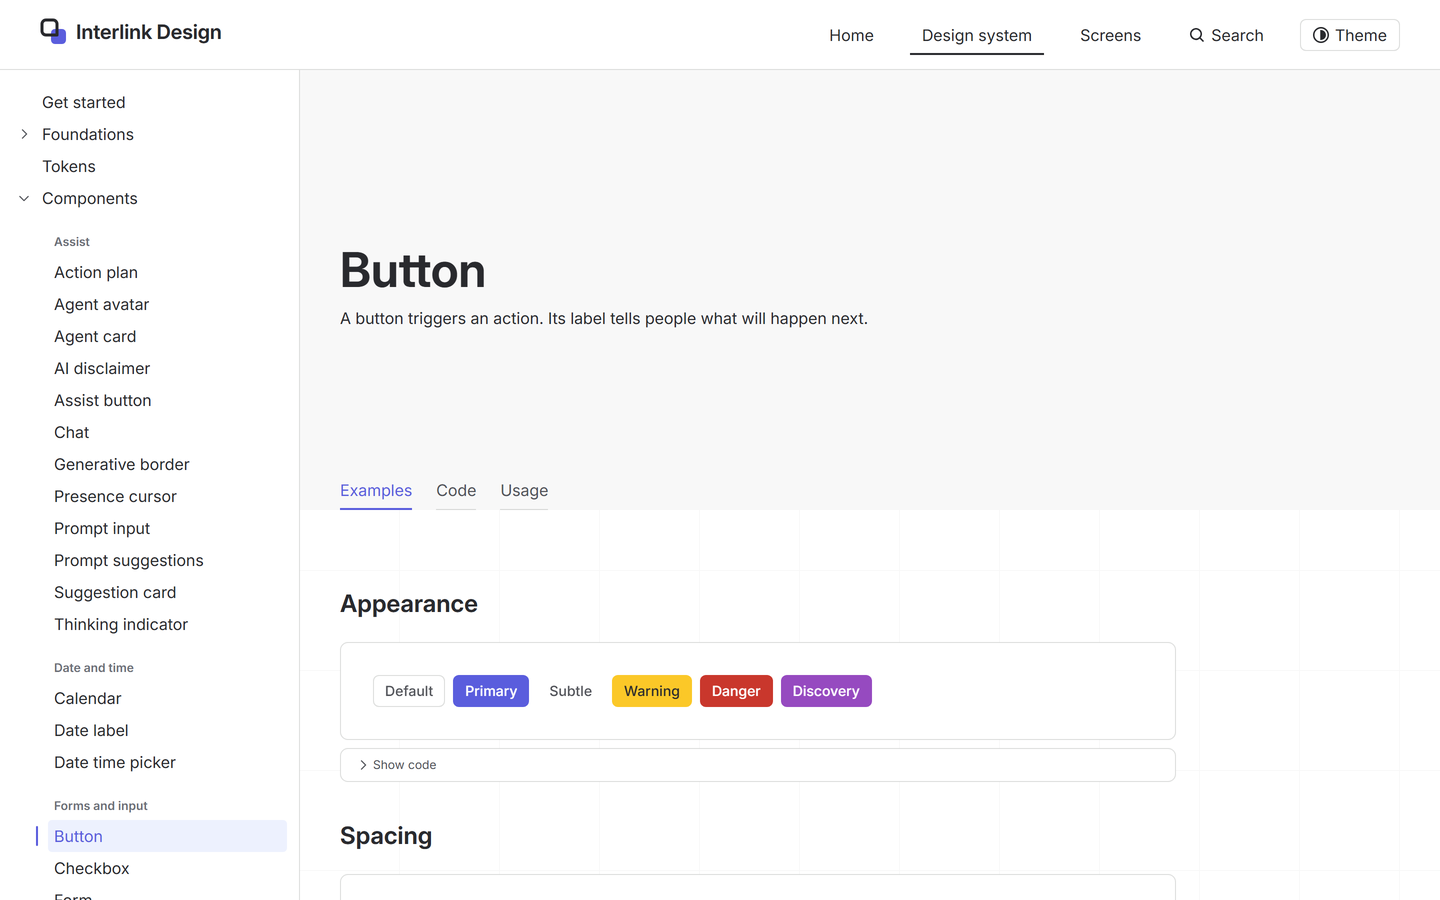 Interlink Design
Home
Design system
Screens
Search
Theme
Get started
Foundations
Tokens
Components
Assist
Action plan
Agent avatar
Agent card
AI disclaimer
Assist button
Chat
Generative border
Presence cursor
Prompt input
Prompt suggestions
Suggestion card
Thinking indicator
Date and time
Calendar
Date label
Date time picker
Forms and input
Button
Checkbox
Form
Button
A button triggers an action. Its label tells people what will happen next.
Examples
Code
Usage
Appearance
Default
Primary
Subtle
Warning
Danger
Discovery
Show code
Spacing